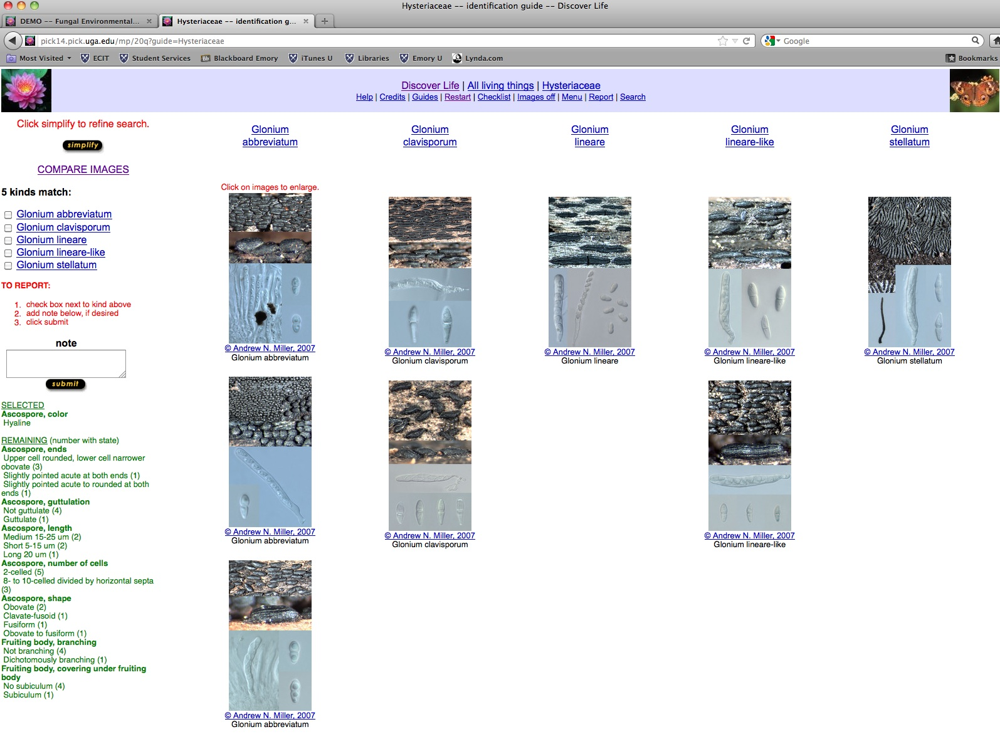 Hysteriaceae -- identification guide -- Discover Life
DEMO -- Fungal Environmental...
Hysteriaceae -- identification g...
pick14.pick.uga.edu/mp/20q?guide=Hysteriaceae
Google
Most Visited
ECIT
Student Services
Bb Blackboard Emory
iTunes U
Libraries
Emory U
Lynda.com
Bookmarks
Discover Life | All living things | Hysteriaceae
Help | Credits | Guides | Restart | Checklist | Images off | Menu | Report | Search
Click simplify to refine search.
simplify
COMPARE IMAGES
5 kinds match:
Glonium abbreviatum
Glonium clavisporum
Glonium lineare
Glonium lineare-like
Glonium stellatum
TO REPORT:
1. check box next to kind above
2. add note below, if desired
3. click submit
note
submit
SELECTED
Ascospore, color
Hyaline
REMAINING (number with state)
Ascospore, ends
Upper cell rounded, lower cell narrower
obovate (3)
Slightly pointed acute at both ends (1)
Slightly pointed acute to rounded at both
ends (1)
Ascospore, guttulation
Not guttulate (4)
Guttulate (1)
Ascospore, length
Medium 15-25 um (2)
Short 5-15 um (2)
Long 20 um (1)
Ascospore, number of cells
2-celled (5)
8- to 10-celled divided by horizontal septa
(3)
Ascospore, shape
Obovate (2)
Clavate-fusoid (1)
Fusiform (1)
Obovate to fusiform (1)
Fruiting body, branching
Not branching (4)
Dichotomously branching (1)
Fruiting body, covering under fruiting
body
No subiculum (4)
Subiculum (1)
Glonium
abbreviatum
Glonium
clavisporum
Glonium
lineare
Glonium
lineare-like
Glonium
stellatum
Click on images to enlarge.
© Andrew N. Miller, 2007
Glonium abbreviatum
© Andrew N. Miller, 2007
Glonium clavisporum
© Andrew N. Miller, 2007
Glonium lineare
© Andrew N. Miller, 2007
Glonium lineare-like
© Andrew N. Miller, 2007
Glonium stellatum
© Andrew N. Miller, 2007
Glonium abbreviatum
© Andrew N. Miller, 2007
Glonium clavisporum
© Andrew N. Miller, 2007
Glonium lineare-like
© Andrew N. Miller, 2007
Glonium abbreviatum